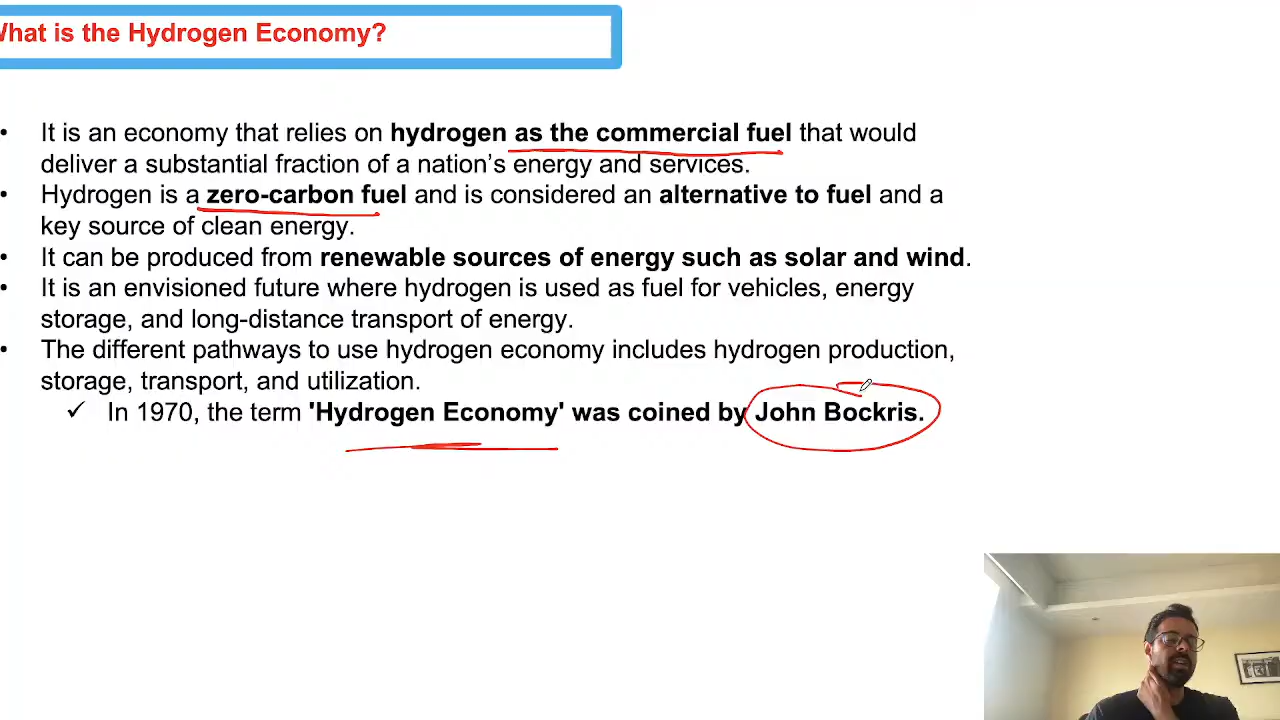 What is the Hydrogen Economy?
• It is an economy that relies on hydrogen as the commercial fuel that would
deliver a substantial fraction of a nation's energy and services.
• Hydrogen is a zero-carbon fuel and is considered an alternative to fuel and a
key source of clean energy.
• It can be produced from renewable sources of energy such as solar and wind.
• It is an envisioned future where hydrogen is used as fuel for vehicles, energy
storage, and long-distance transport of energy.
• The different pathways to use hydrogen economy includes hydrogen production,
storage, transport, and utilization.
✓ In 1970, the term 'Hydrogen Economy' was coined by John Bockris.